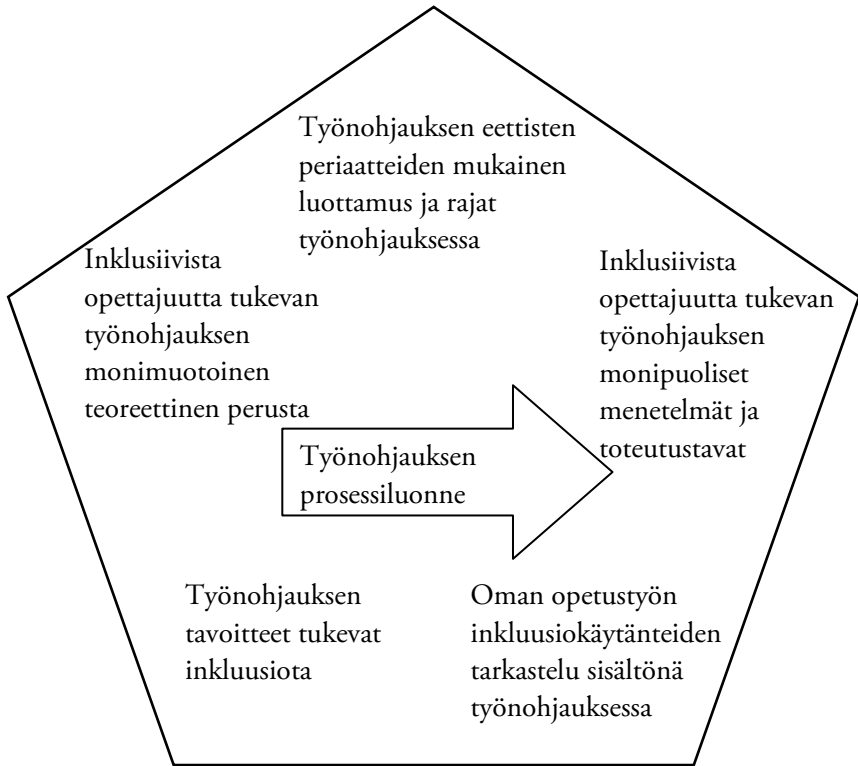 Työnohjauksen eettisten
periaatteiden mukainen
luottamus ja rajat
työnohjauksessa
Inklusiivista
opettajuutta tukevan
työnohjauksen
monimuotoinen
teoreettinen perusta
Inklusiivista
opettajuutta tukevan
työnohjauksen
monipuoliset
menetelmät ja
toteutustavat
Työnohjauksen
prosessiluonne
Työnohjauksen
tavoitteet tukevat
inkluusiota
Oman opetustyön
inkluusiokäytänteiden
tarkastelu sisältönä
työnohjauksessa